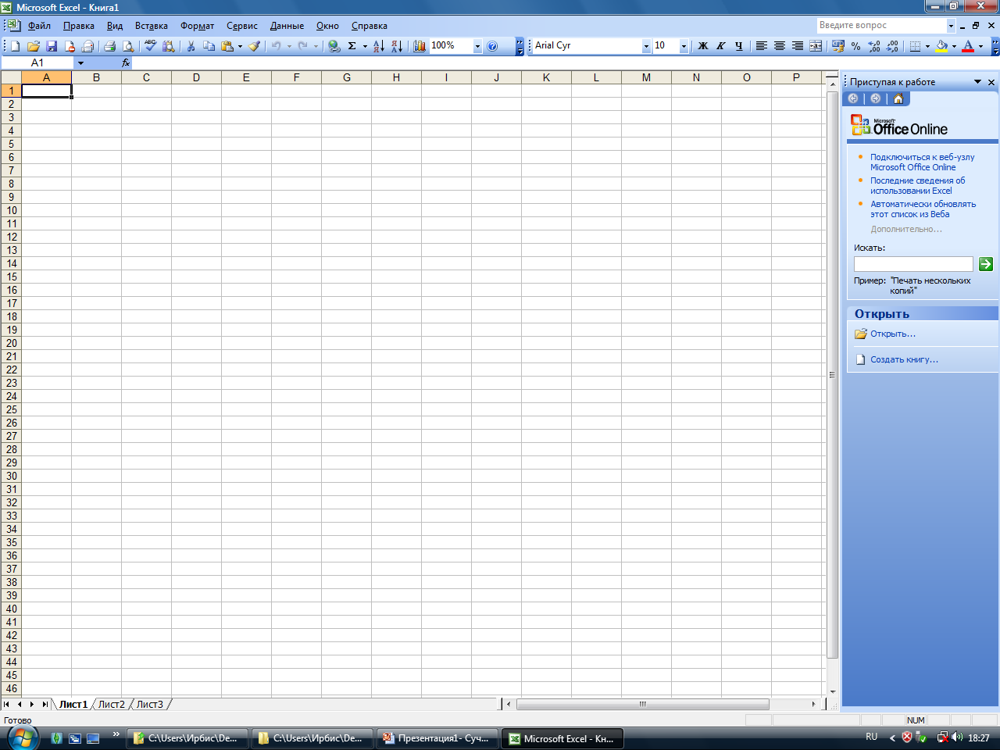 Microsoft Excel - Книга1
Файл Правка Вид Вставка Формат Сервис Данные Окно Справка
Введите вопрос
100%
Arial Cyr
10
Ж К Ч
A1
fx
A B C D E F G H I J K L M N O P
1
2
3
4
5
6
7
8
9
10
11
12
13
14
15
16
17
18
19
20
21
22
23
24
25
26
27
28
29
30
31
32
33
34
35
36
37
38
39
40
41
42
43
44
45
46
Приступая к работе
Microsoft
Office Online
Подключиться к веб-узлу
Microsoft Office Online
Последние сведения об
использовании Excel
Автоматически обновлять
этот список из Веба
Дополнительно...
Искать:
Пример: "Печать нескольких
копий"
Открыть
Открыть...
Создать книгу...
Лист1 Лист2 Лист3
Готово
NUM
C:\Users\Ирбис\De...
C:\Users\Ирбис\De...
Презентация1- Суч...
Microsoft Excel - Кн...
RU
18:27